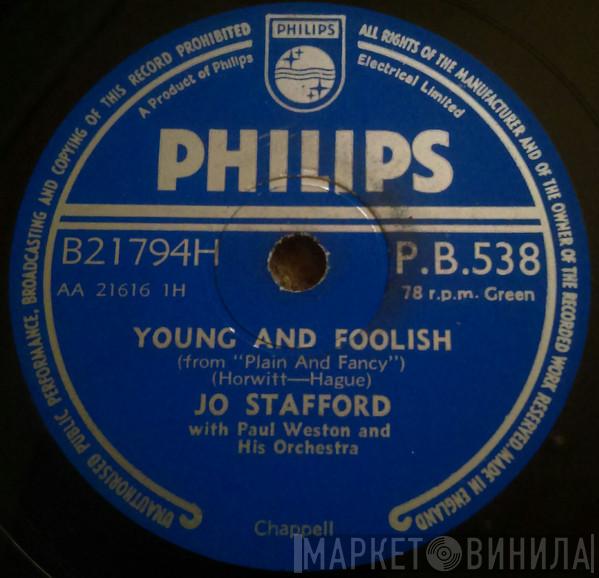 UNAUTHORISED PUBLIC PERFORMANCE, BROADCASTING AND COPYING OF THIS RECORD PROHIBITED
ALL RIGHTS OF THE MANUFACTURER AND OF THE OWNER OF THE RECORDED WORK RESERVED. MADE IN ENGLAND
PHILIPS
A Product of Philips
Electrical Limited
PHILIPS
B21794H
P.B.538
AA 21616 1H
78 r.p.m. Green
YOUNG AND FOOLISH
(from "Plain And Fancy")
(Horwitt—Hague)
JO STAFFORD
with Paul Weston and
His Orchestra
Chappell
МАРКЕТ ВИНИЛА